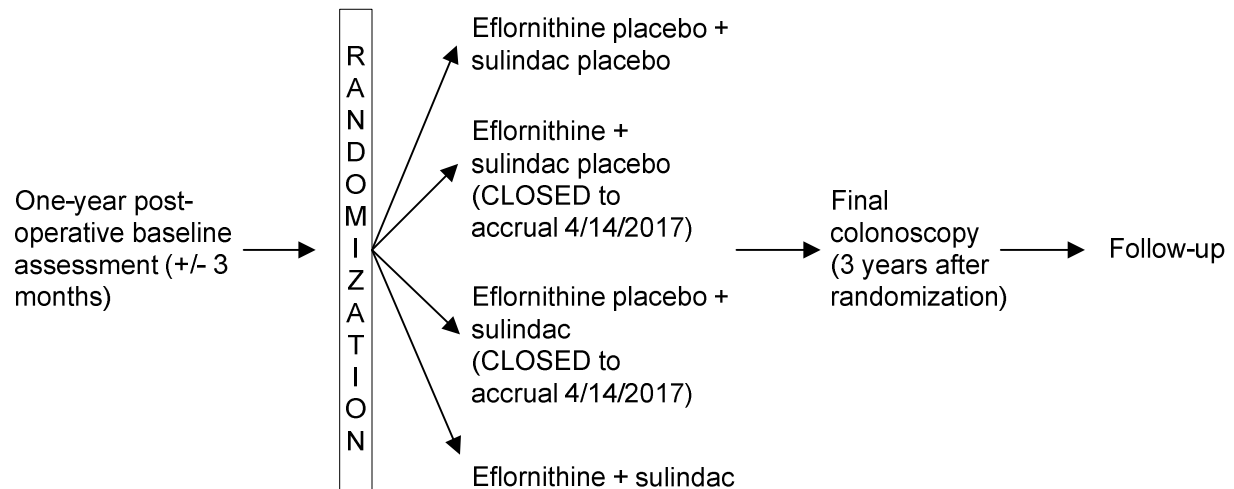 One-year post-
operative baseline
assessment (+/- 3
months)
RANDOMIZATION
Eflornithine placebo +
sulindac placebo
Eflornithine +
sulindac placebo
(CLOSED to
accrual 4/14/2017)
Eflornithine placebo +
sulindac
(CLOSED to
accrual 4/14/2017)
Eflornithine + sulindac
Final
colonoscopy
(3 years after
randomization)
Follow-up